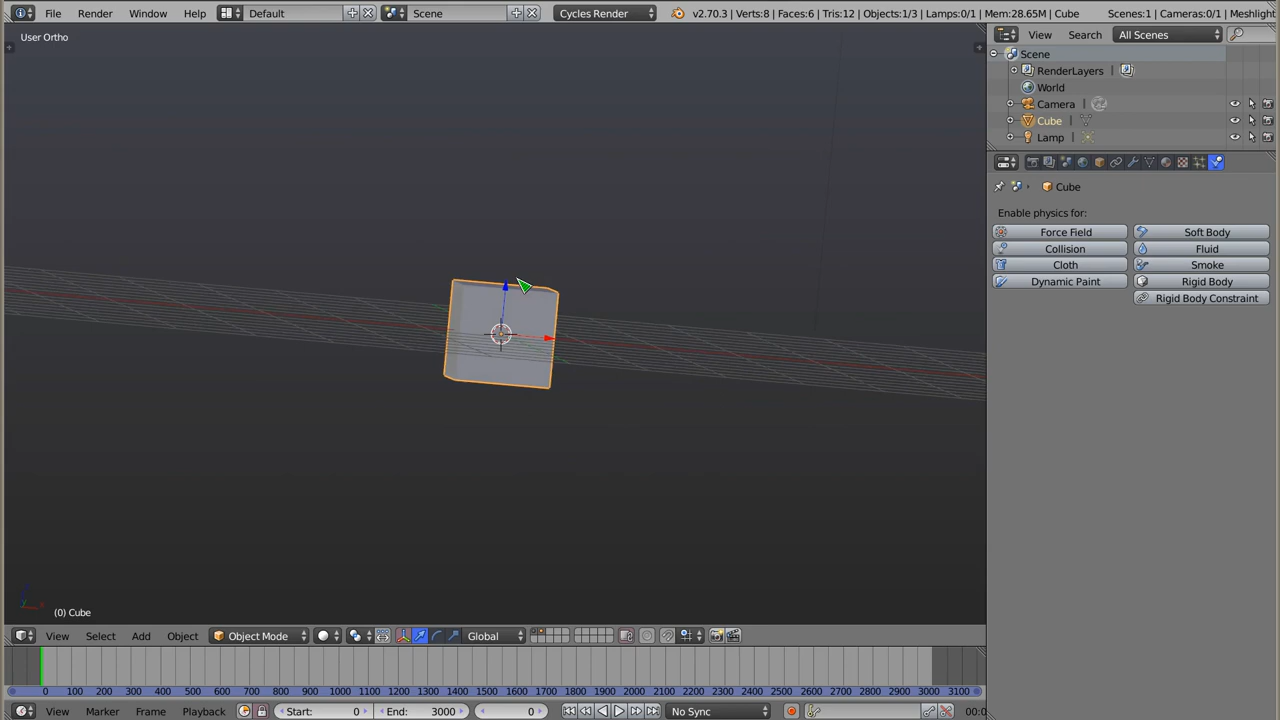 File Render Window Help Default Scene Cycles Render v2.70.3 | Verts:8 | Faces:6 | Tris:12 | Objects:1/3 | Lamps:0/1 | Mem:28.65M | Cube Scenes:1 | Cameras:0/1 | Meshlight
User Ortho
View Search All Scenes
Scene
RenderLayers
World
Camera
Cube
Lamp
Cube
Enable physics for:
Force Field Soft Body
Collision Fluid
Cloth Smoke
Dynamic Paint Rigid Body
Rigid Body Constraint
(0) Cube
View Select Add Object Object Mode Global
0 100 200 300 400 500 600 700 800 900 1000 1100 1200 1300 1400 1500 1600 1700 1800 1900 2000 2100 2200 2300 2400 2500 2600 2700 2800 2900 3000 3100
View Marker Frame Playback Start: 0 End: 3000 0 No Sync 00:0